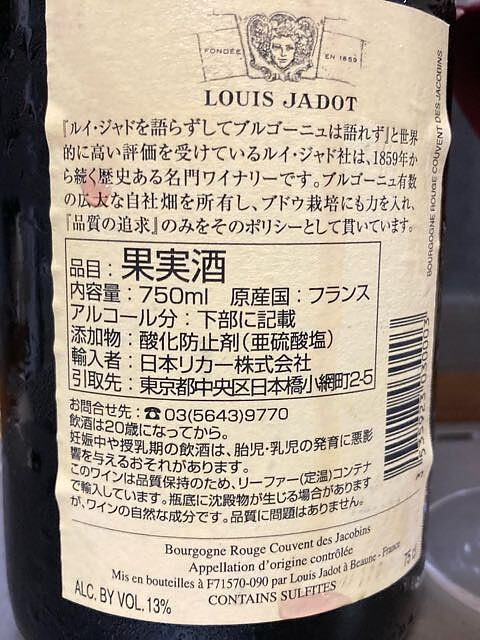 FONDÉE EN 1859
LOUIS JADOT
『ルイ・ジャドを語らずしてブルゴーニュは語れず』と世界
的に高い評価を受けているルイ・ジャド社は、1859年か
ら続く歴史ある名門ワイナリーです。ブルゴーニュ有数
の広大な自社畑を所有し、ブドウ栽培にも力を入れ、
『品質の追求』のみをそのポリシーとして貫いています。
品目：果実酒
内容量：750ml 原産国：フランス
アルコール分：下部に記載
添加物：酸化防止剤（亜硫酸塩）
輸入者：日本リカー株式会社
引取先：東京都中央区日本橋小網町2-5
お問合せ先：☎03(5643)9770
飲酒は20歳になってから。
妊娠中や授乳期の飲酒は、胎児・乳児の発育に悪影
響を与えるおそれがあります。
このワインは品質保持のため、リーファー（定温）コンテナ
で輸入しています。瓶底に沈殿物が生じる場合があります
が、ワインの自然な成分です。品質に問題はありません。
Bourgogne Rouge Couvent des Jacobins
Appellation d'origine contrôlée
Mis en bouteilles à F71570-090 par Louis Jadot à Beaune - France
75 cl
ALC. BY VOL. 13%
CONTAINS SULFITES
BOURGOGNE ROUGE COUVENT DES JACOBINS
3 535923 030003